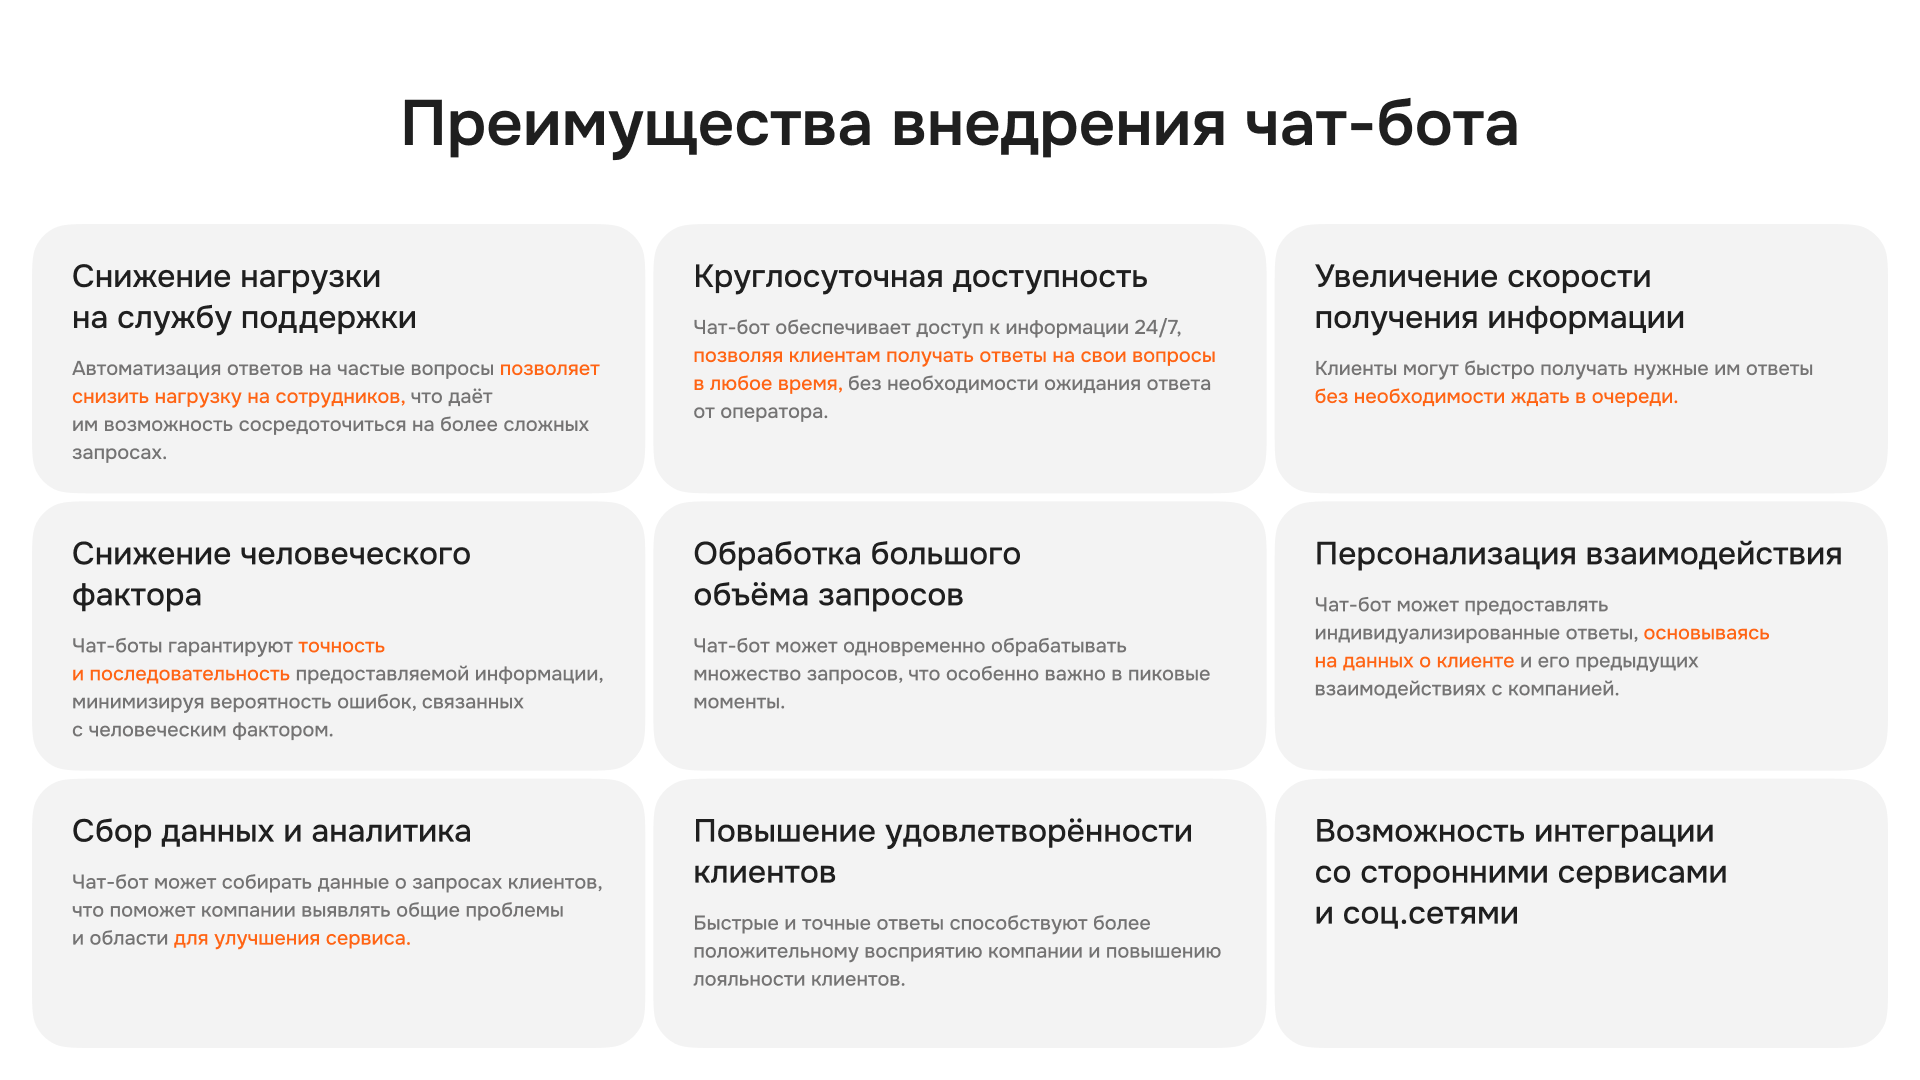 Преимущества внедрения чат-бота
Снижение нагрузки
на службу поддержки
Автоматизация ответов на частые вопросы позволяет
снизить нагрузку на сотрудников, что даёт
им возможность сосредоточиться на более сложных
запросах.
Круглосуточная доступность
Чат-бот обеспечивает доступ к информации 24/7,
позволяя клиентам получать ответы на свои вопросы
в любое время, без необходимости ожидания ответа
от оператора.
Увеличение скорости
получения информации
Клиенты могут быстро получать нужные им ответы
без необходимости ждать в очереди.
Снижение человеческого
фактора
Чат-боты гарантируют точность
и последовательность предоставляемой информации,
минимизируя вероятность ошибок, связанных
с человеческим фактором.
Обработка большого
объёма запросов
Чат-бот может одновременно обрабатывать
множество запросов, что особенно важно в пиковые
моменты.
Персонализация взаимодействия
Чат-бот может предоставлять
индивидуализированные ответы, основываясь
на данных о клиенте и его предыдущих
взаимодействиях с компанией.
Сбор данных и аналитика
Чат-бот может собирать данные о запросах клиентов,
что поможет компании выявлять общие проблемы
и области для улучшения сервиса.
Повышение удовлетворённости
клиентов
Быстрые и точные ответы способствуют более
положительному восприятию компании и повышению
лояльности клиентов.
Возможность интеграции
со сторонними сервисами
и соц.сетями